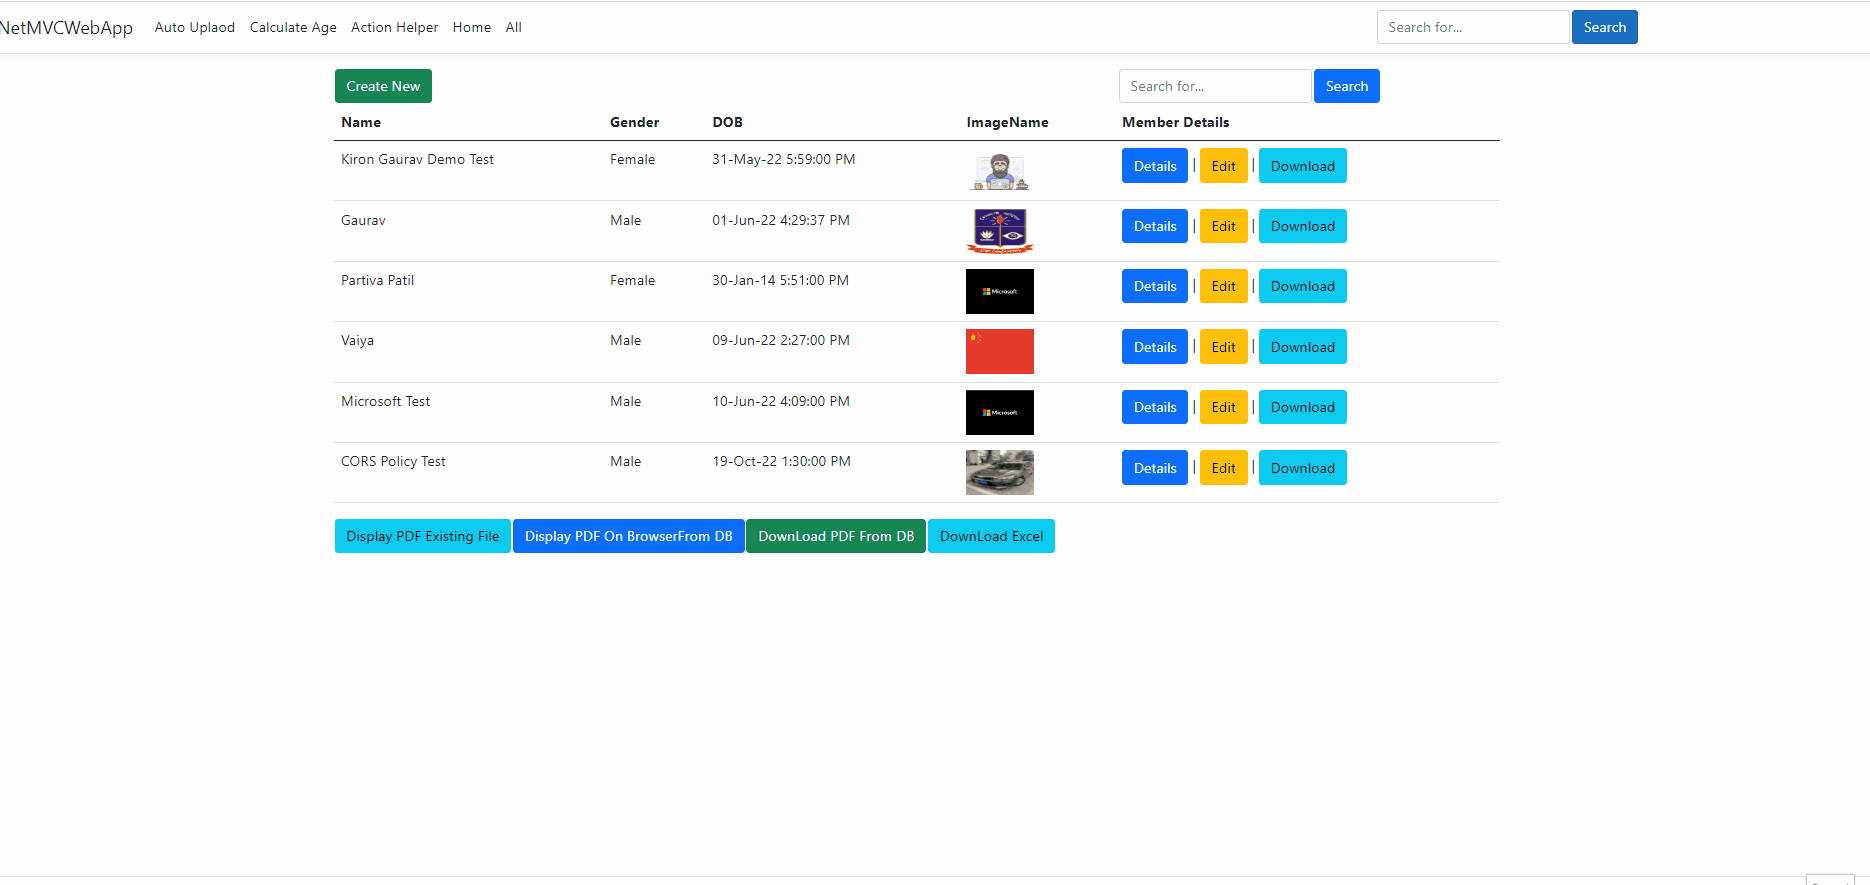 NetMVCWebApp Auto Uplaod Calculate Age Action Helper Home All Search for... Search
Create New Search for... Search
Name Gender DOB ImageName Member Details
Kiron Gaurav Demo Test Female 31-May-22 5:59:00 PM Details | Edit | Download
Gaurav Male 01-Jun-22 4:29:37 PM Details | Edit | Download
Partiva Patil Female 30-Jan-14 5:51:00 PM Microsoft Details | Edit | Download
Vaiya Male 09-Jun-22 2:27:00 PM Details | Edit | Download
Microsoft Test Male 10-Jun-22 4:09:00 PM Microsoft Details | Edit | Download
CORS Policy Test Male 19-Oct-22 1:30:00 PM Details | Edit | Download
Display PDF Existing File Display PDF On BrowserFrom DB DownLoad PDF From DB DownLoad Excel